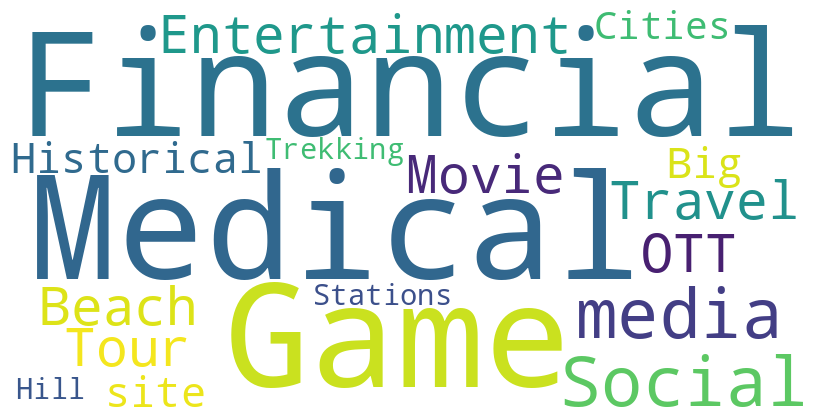 Entertainment Cities
Financial
Historical Trekking Movie Big
Medical Travel
OTT
Beach Stations media
Tour Game Social
Hill site